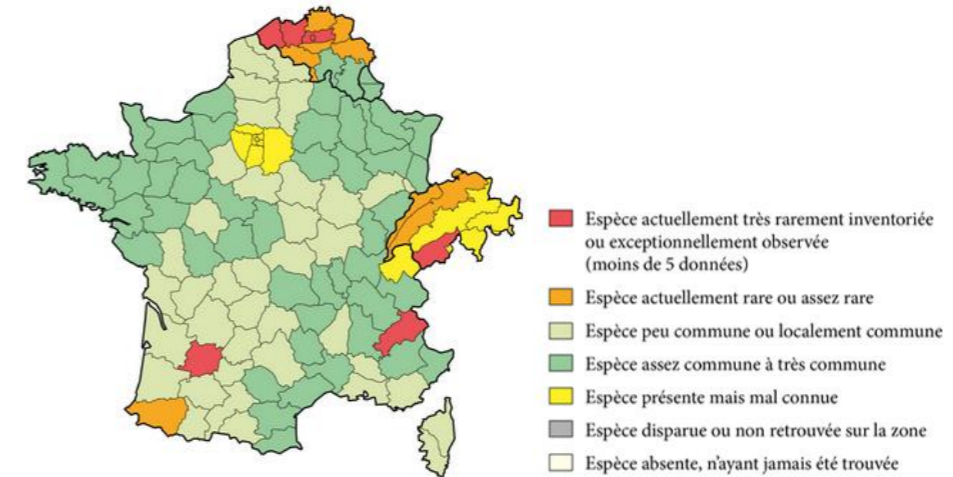 Espèce actuellement très rarement inventoriée
ou exceptionnellement observée
(moins de 5 données)
Espèce actuellement rare ou assez rare
Espèce peu commune ou localement commune
Espèce assez commune à très commune
Espèce présente mais mal connue
Espèce disparue ou non retrouvée sur la zone
Espèce absente, n'ayant jamais été trouvée